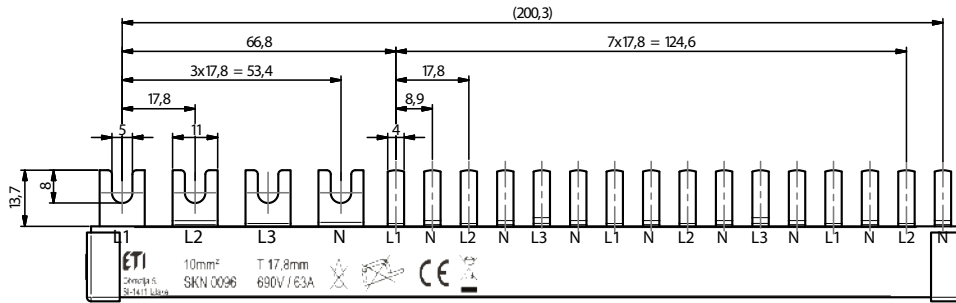 (200,3)
66,8
7x17,8 = 124,6
3x17,8 = 53,4
17,8
17,8
8,9
5
11
4
13,7
8
L1 L2 L3 N L1 N L2 N L3 N L1 N L2 N L3 N L1 N L2 N
ETI
10mm² T 17,8mm
SKN 0096 690V / 63A
CE